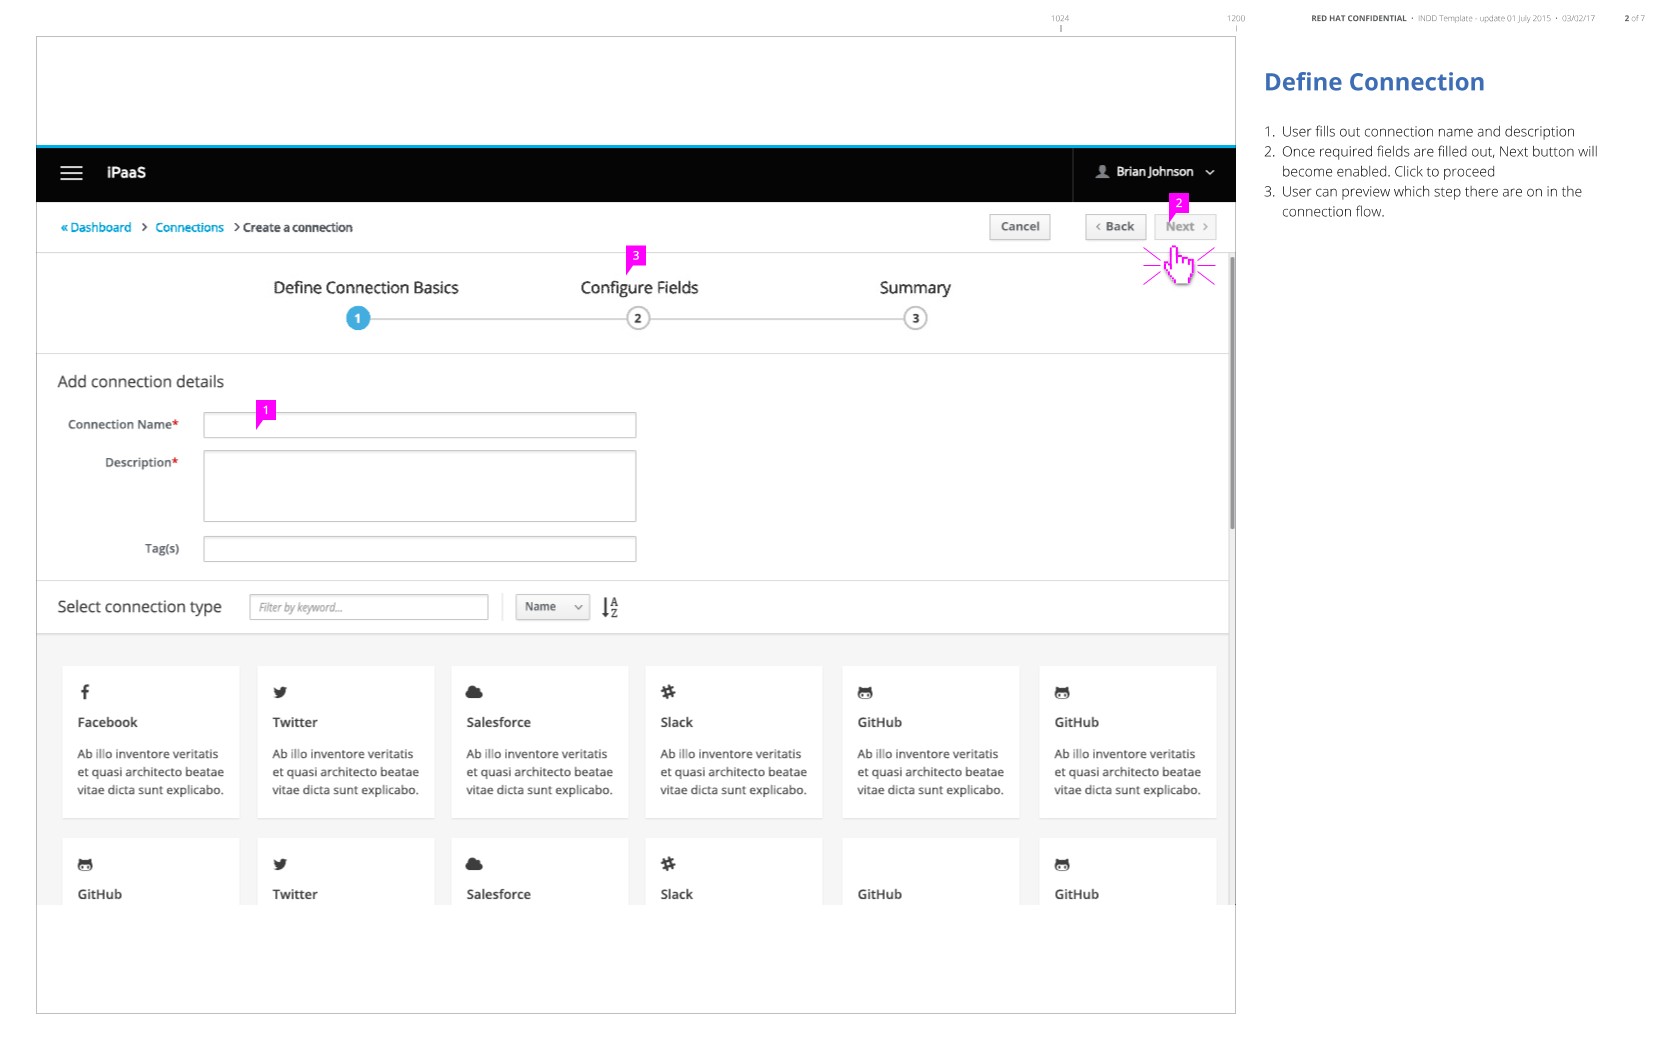 1024
1200
RED HAT CONFIDENTIAL • INDD Template - update 01 July 2015 • 03/02/17 2 of 7
Define Connection
1. User fills out connection name and description
2. Once required fields are filled out, Next button will
become enabled. Click to proceed
3. User can preview which step there are on in the
connection flow.
iPaaS
Brian Johnson
2
« Dashboard > Connections > Create a connection
Cancel
< Back
Next >
3
Define Connection Basics
Configure Fields
Summary
1
2
3
Add connection details
1
Connection Name*
Description*
Tag(s)
Select connection type
Filter by keyword...
Name
A
Z
Facebook
Ab illo inventore veritatis
et quasi architecto beatae
vitae dicta sunt explicabo.
Twitter
Ab illo inventore veritatis
et quasi architecto beatae
vitae dicta sunt explicabo.
Salesforce
Ab illo inventore veritatis
et quasi architecto beatae
vitae dicta sunt explicabo.
Slack
Ab illo inventore veritatis
et quasi architecto beatae
vitae dicta sunt explicabo.
GitHub
Ab illo inventore veritatis
et quasi architecto beatae
vitae dicta sunt explicabo.
GitHub
Ab illo inventore veritatis
et quasi architecto beatae
vitae dicta sunt explicabo.
GitHub
Twitter
Salesforce
Slack
GitHub
GitHub